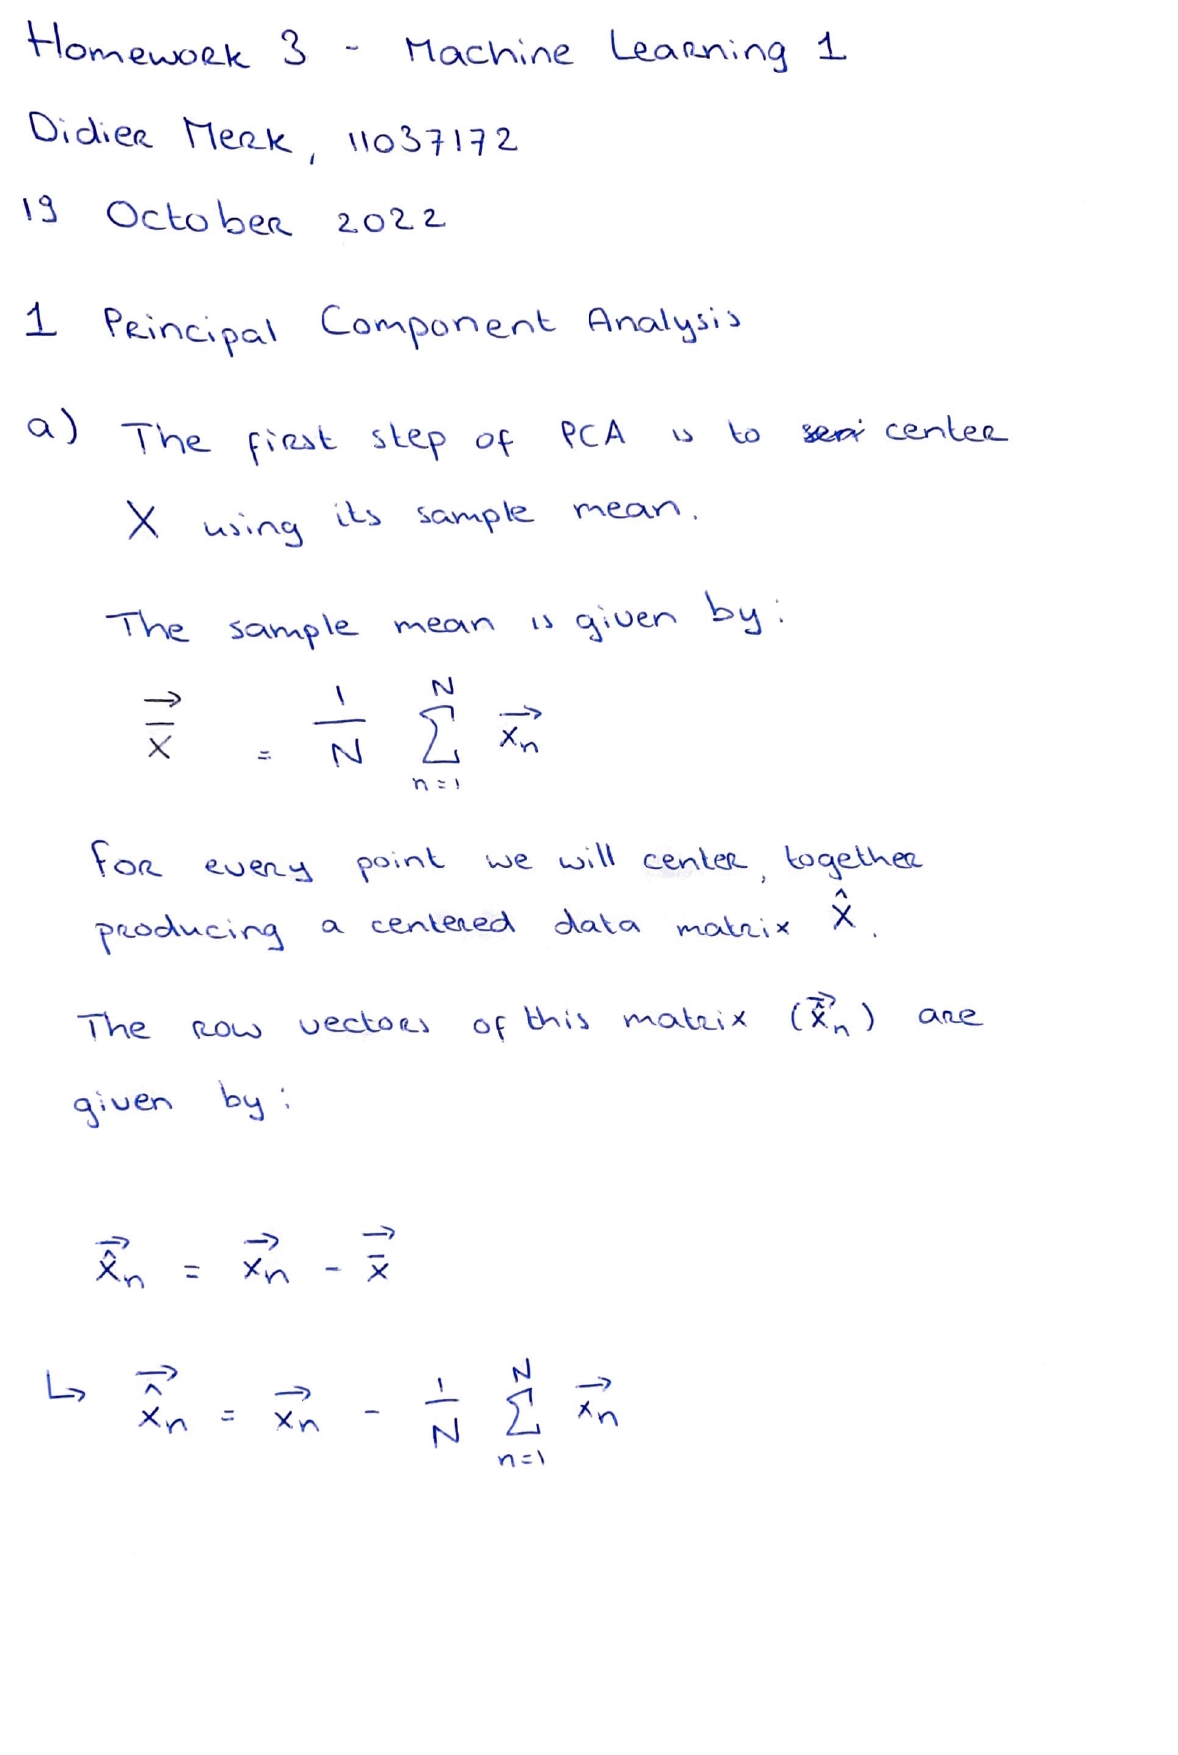 Homework 3 - Machine Learning 1
Didier Merk, 11037172
19 October 2022
1 Principal Component Analysis
a) The first step of PCA is to center
X using its sample mean.
The sample mean is given by:
$\vec{\bar{x}} = \frac{1}{N} \sum_{n=1}^{N} \vec{x_n}$
for every point we will center, together
producing a centered data matrix $\hat{X}$.
The row vectors of this matrix ($\vec{\hat{x}}_n$) are
given by:
$\vec{\hat{x}}_n = \vec{x_n} - \vec{\bar{x}}$
↳ $\vec{\hat{x}}_n = \vec{x_n} - \frac{1}{N} \sum_{n=1}^{N} \vec{x_n}$